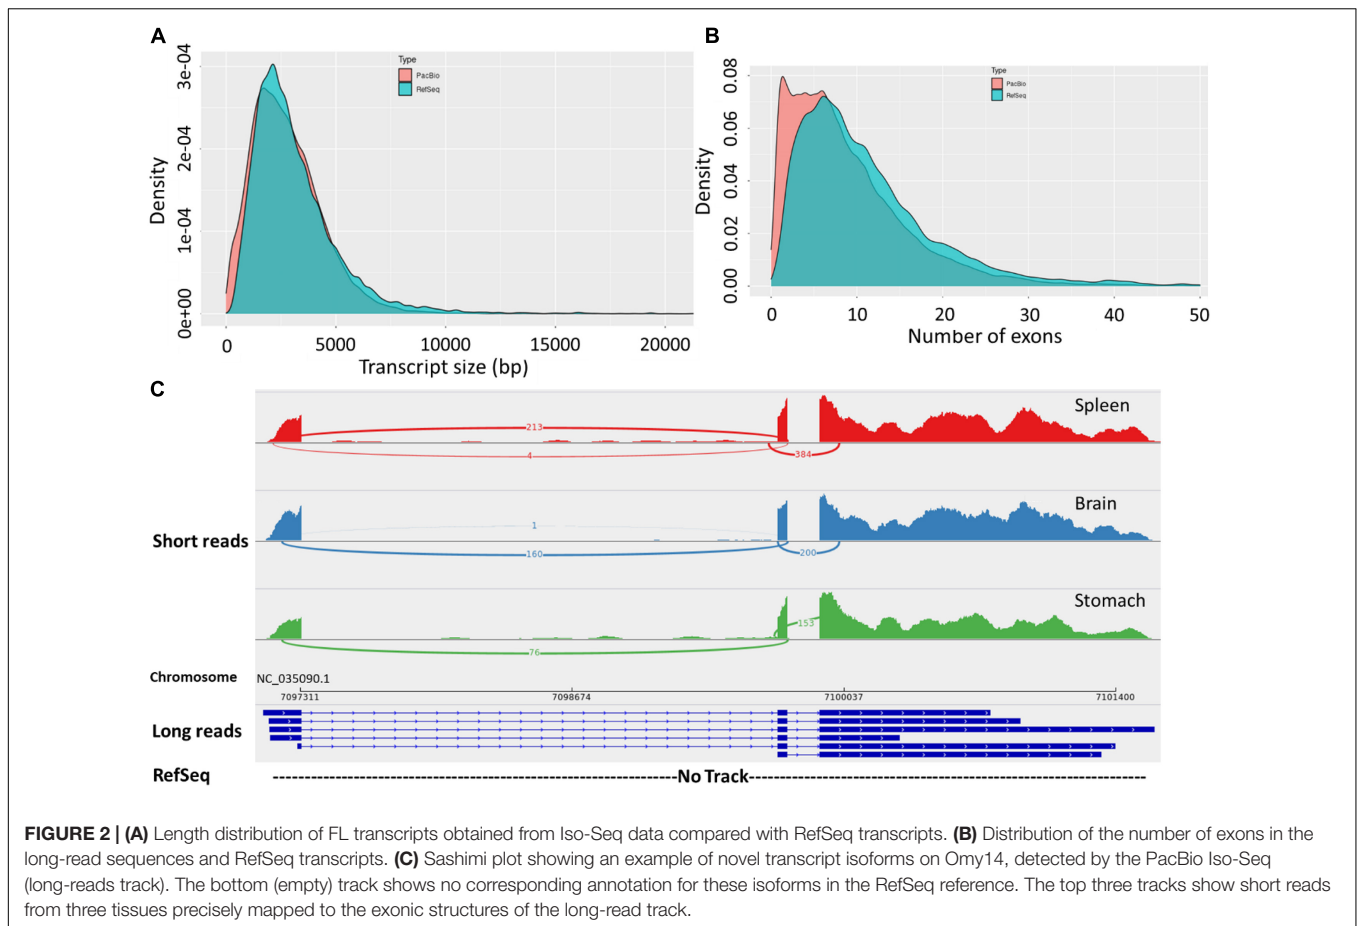 A
3e-04
2e-04
1e-04
0e+00
Density
Type
PacBio
RefSeq
0 5000 10000 15000 20000
Transcript size (bp)
B
0.08
0.06
0.04
0.02
0.00
Density
Type
PacBio
RefSeq
0 10 20 30 40 50
Number of exons
C
Spleen
213
4
384
Brain
Short reads
1
160
200
Stomach
153
76
Chromosome NC_035090.1
7097311 7098674 7100037 7101400
Long reads
RefSeq No Track
FIGURE 2 | (A) Length distribution of FL transcripts obtained from Iso-Seq data compared with RefSeq transcripts. (B) Distribution of the number of exons in the
long-read sequences and RefSeq transcripts. (C) Sashimi plot showing an example of novel transcript isoforms on Omy14, detected by the PacBio Iso-Seq
(long-reads track). The bottom (empty) track shows no corresponding annotation for these isoforms in the RefSeq reference. The top three tracks show short reads
from three tissues precisely mapped to the exonic structures of the long-read track.